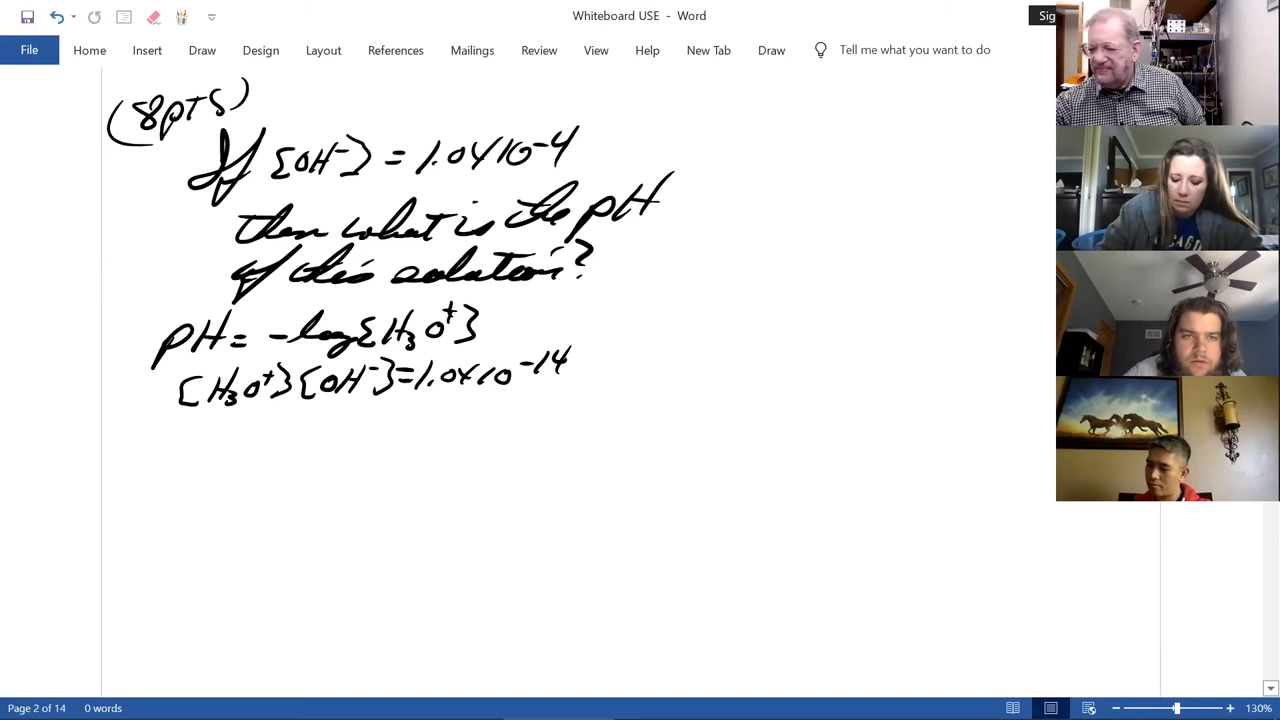 Whiteboard USE - Word
Sig
File Home Insert Draw Design Layout References Mailings Review View Help New Tab Draw Tell me what you want to do
(8pts)
If [OH⁻] = 1.0x10⁻⁴
then what is the pH
of this solution?
pH = -log[H₃O⁺]
[H₃O⁺][OH⁻]=1.0x10⁻¹⁴
Page 2 of 14 0 words
130%